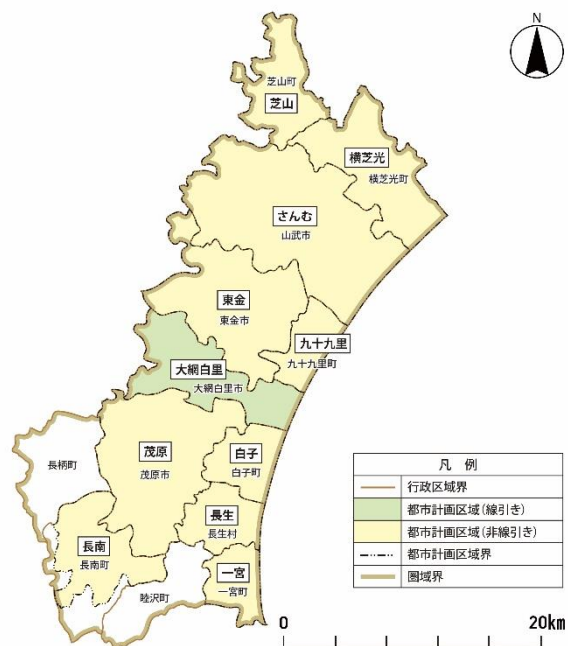 N
芝山町
芝山
横芝光
横芝光町
さんむ
山武市
東金
東金市
九十九里
九十九里町
大網白里
大網白里市
長柄町
茂原
茂原市
白子
白子町
長生
長生村
長南
長南町
睦沢町
一宮
一宮町
凡 例
行政区域界
都市計画区域(線引き)
都市計画区域(非線引き)
都市計画区域界
圏域界
0 20km